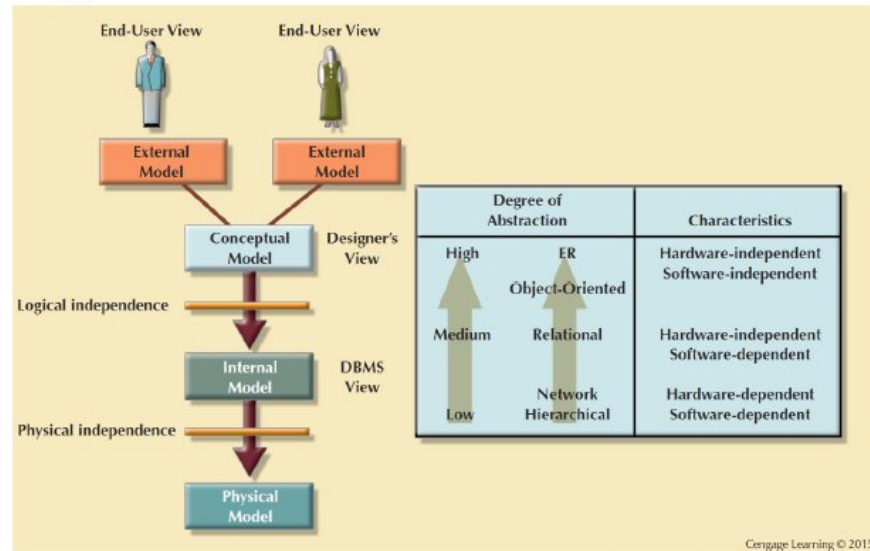 End-User View
End-User View
External
Model
External
Model
Conceptual
Model
Designer's
View
Logical independence
Internal
Model
DBMS
View
Physical independence
Physical
Model
Degree of
Abstraction
Characteristics
High
ER
Hardware-independent
Software-independent
Object-Oriented
Medium
Relational
Hardware-independent
Software-dependent
Low
Network
Hierarchical
Hardware-dependent
Software-dependent
Cengage Learning © 2015